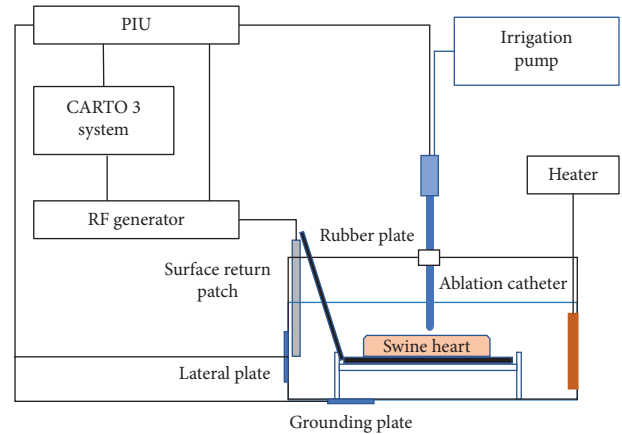 PIU
Irrigation
pump
CARTO 3
system
Heater
RF generator
Rubber plate
Surface return
patch
Ablation catheter
Swine heart
Lateral plate
Grounding plate